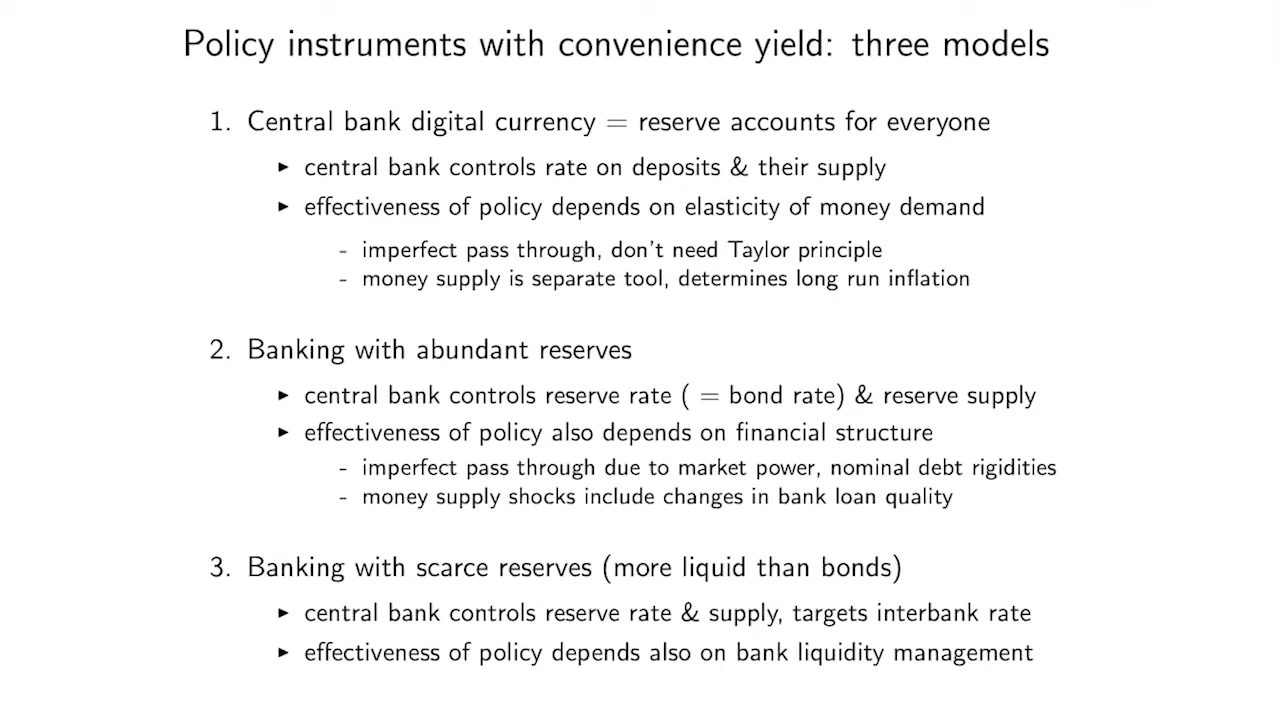 Policy instruments with convenience yield: three models
1. Central bank digital currency = reserve accounts for everyone
▸ central bank controls rate on deposits & their supply
▸ effectiveness of policy depends on elasticity of money demand
- imperfect pass through, don't need Taylor principle
- money supply is separate tool, determines long run inflation
2. Banking with abundant reserves
▸ central bank controls reserve rate ( = bond rate) & reserve supply
▸ effectiveness of policy also depends on financial structure
- imperfect pass through due to market power, nominal debt rigidities
- money supply shocks include changes in bank loan quality
3. Banking with scarce reserves (more liquid than bonds)
▸ central bank controls reserve rate & supply, targets interbank rate
▸ effectiveness of policy depends also on bank liquidity management